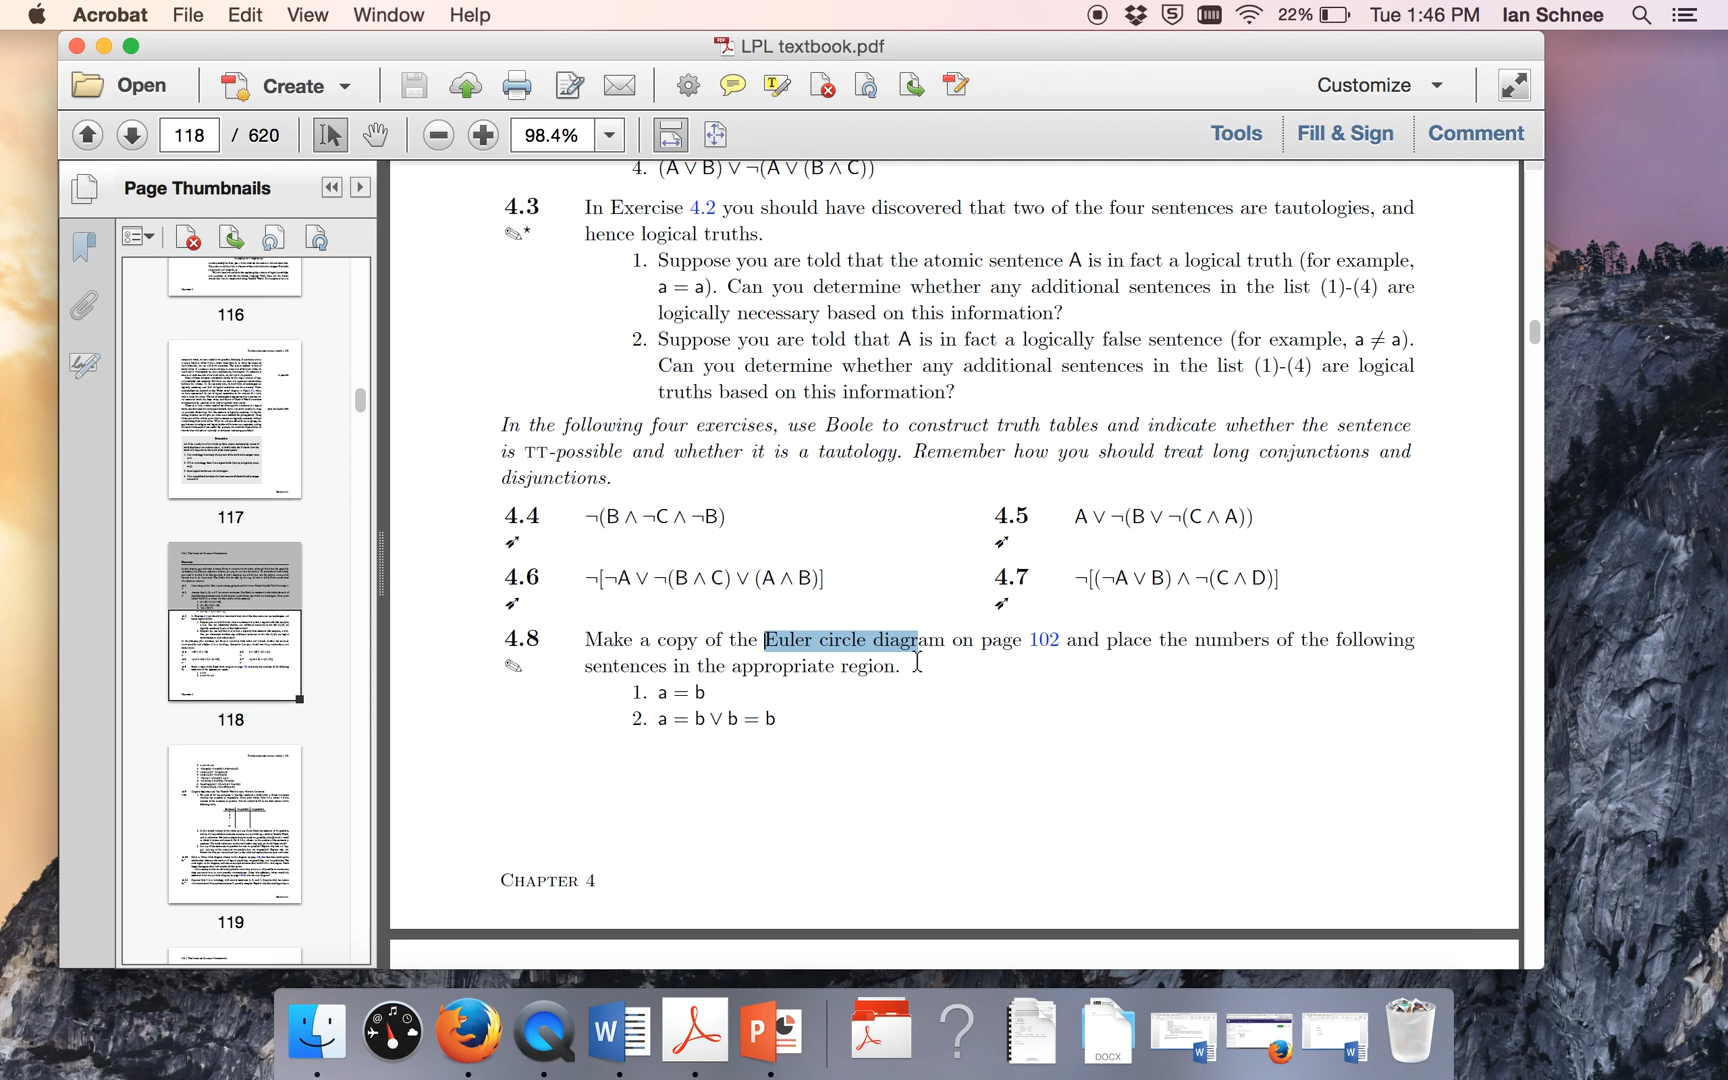 Acrobat File Edit View Window Help 22% Tue 1:46 PM Ian Schnee
LPL textbook.pdf
Open Create Customize
118 / 620 98.4% Tools Fill & Sign Comment
Page Thumbnails
116
117
118
119
4. (A ∨ B) ∨ ¬(A ∨ (B ∧ C))
4.3 In Exercise 4.2 you should have discovered that two of the four sentences are tautologies, and
✎* hence logical truths.
1. Suppose you are told that the atomic sentence A is in fact a logical truth (for example,
a = a). Can you determine whether any additional sentences in the list (1)-(4) are
logically necessary based on this information?
2. Suppose you are told that A is in fact a logically false sentence (for example, a ≠ a).
Can you determine whether any additional sentences in the list (1)-(4) are logical
truths based on this information?
In the following four exercises, use Boole to construct truth tables and indicate whether the sentence
is TT-possible and whether it is a tautology. Remember how you should treat long conjunctions and
disjunctions.
4.4 ¬(B ∧ ¬C ∧ ¬B) 4.5 A ∨ ¬(B ∨ ¬(C ∧ A))
4.6 ¬[¬A ∨ ¬(B ∧ C) ∨ (A ∧ B)] 4.7 ¬[(¬A ∨ B) ∧ ¬(C ∧ D)]
4.8 Make a copy of the Euler circle diagram on page 102 and place the numbers of the following
sentences in the appropriate region.
1. a = b
2. a = b ∨ b = b
CHAPTER 4
DOCX